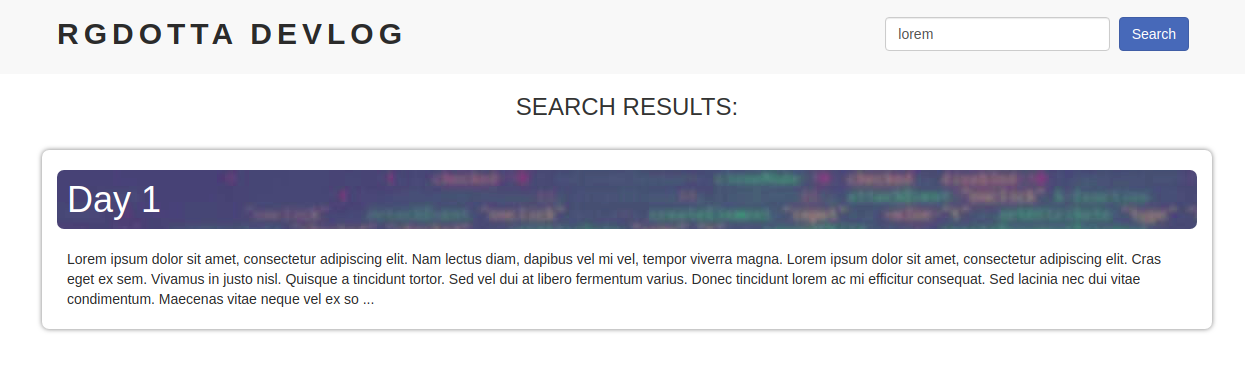 RGDOTTA DEVLOG
lorem
Search
SEARCH RESULTS:
Day 1
Lorem ipsum dolor sit amet, consectetur adipiscing elit. Nam lectus diam, dapibus vel mi vel, tempor viverra magna. Lorem ipsum dolor sit amet, consectetur adipiscing elit. Cras
eget ex sem. Vivamus in justo nisl. Quisque a tincidunt tortor. Sed vel dui at libero fermentum varius. Donec tincidunt lorem ac mi efficitur consequat. Sed lacinia nec dui vitae
condimentum. Maecenas vitae neque vel ex so ...